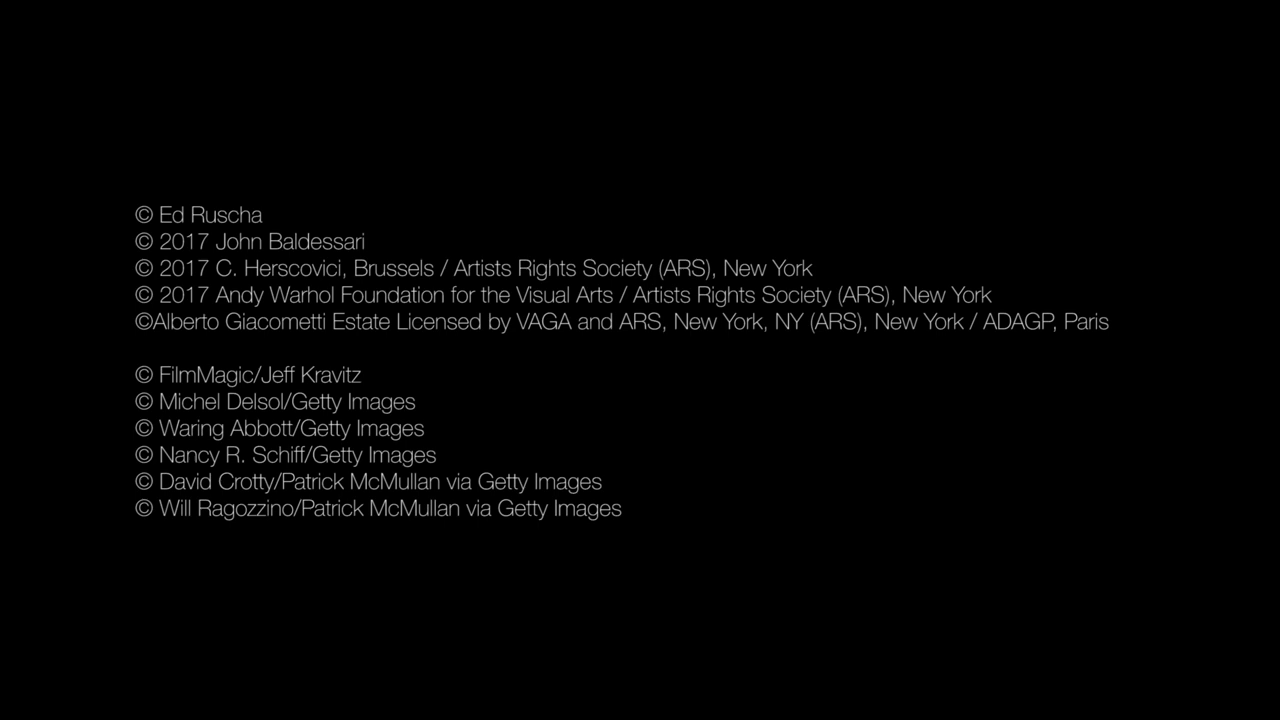 © Ed Ruscha
© 2017 John Baldessari
© 2017 C. Herscovici, Brussels / Artists Rights Society (ARS), New York
© 2017 Andy Warhol Foundation for the Visual Arts / Artists Rights Society (ARS), New York
©Alberto Giacometti Estate Licensed by VAGA and ARS, New York, NY (ARS), New York / ADAGP, Paris
© FilmMagic/Jeff Kravitz
© Michel Delsol/Getty Images
© Waring Abbott/Getty Images
© Nancy R. Schiff/Getty Images
© David Crotty/Patrick McMullan via Getty Images
© Will Ragozzino/Patrick McMullan via Getty Images